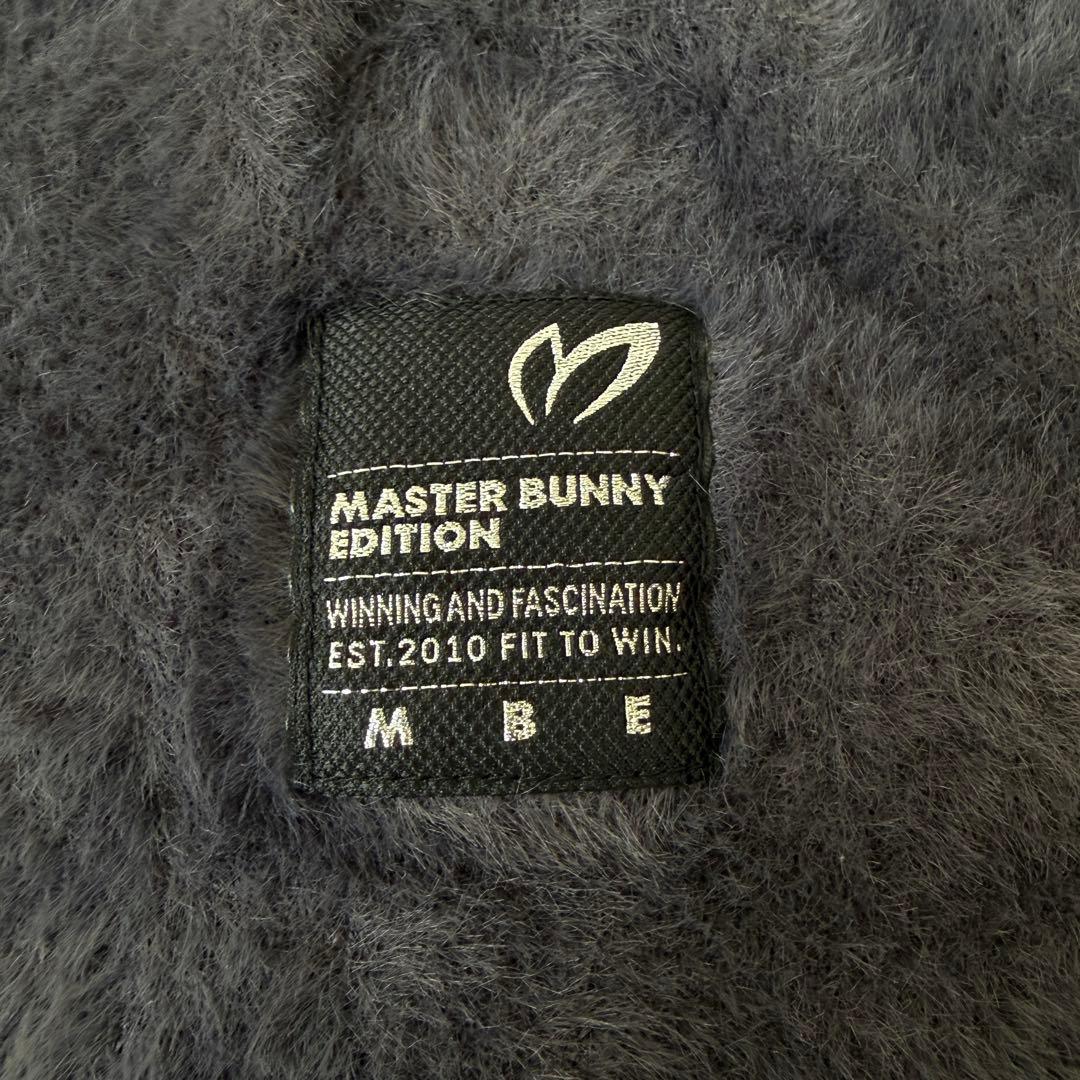 MASTER BUNNY
EDITION
WINNING AND FASCINATION
EST.2010 FIT TO WIN.
M B E